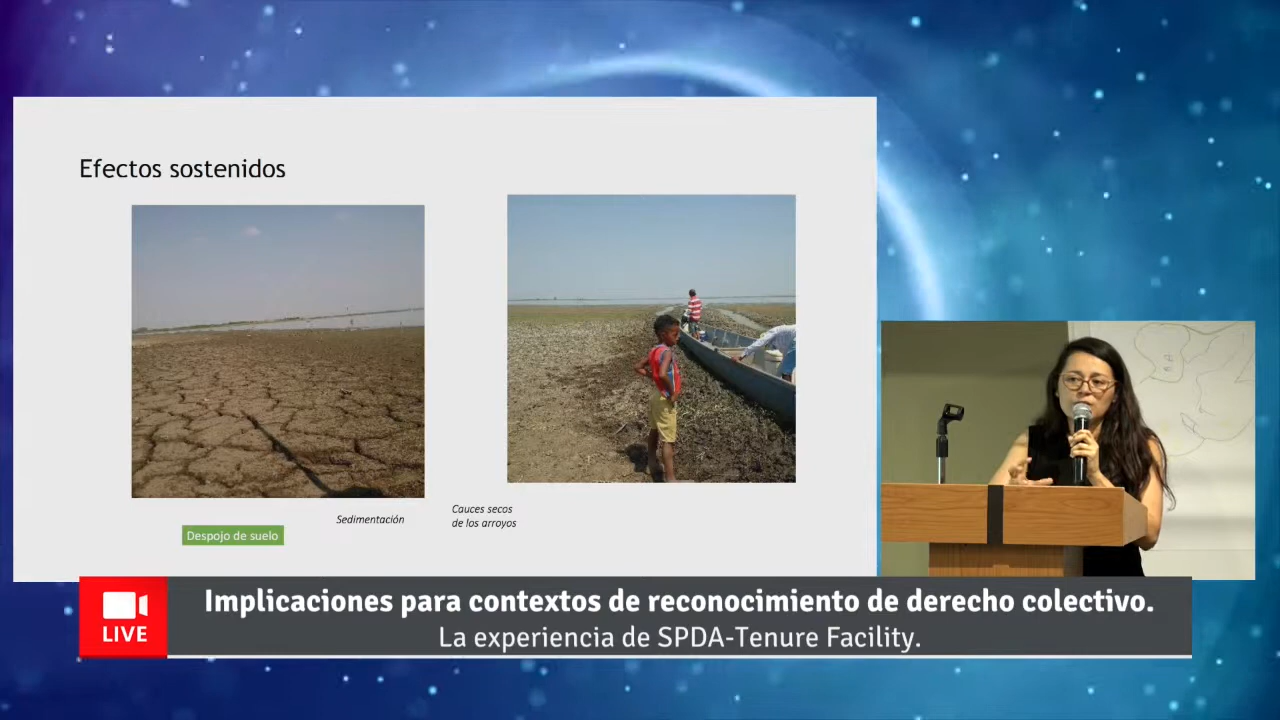 Efectos sostenidos
Sedimentación
Cauces secos
de los arroyos
Despojo de suelo
LIVE
Implicaciones para contextos de reconocimiento de derecho colectivo.
La experiencia de SPDA-Tenure Facility.